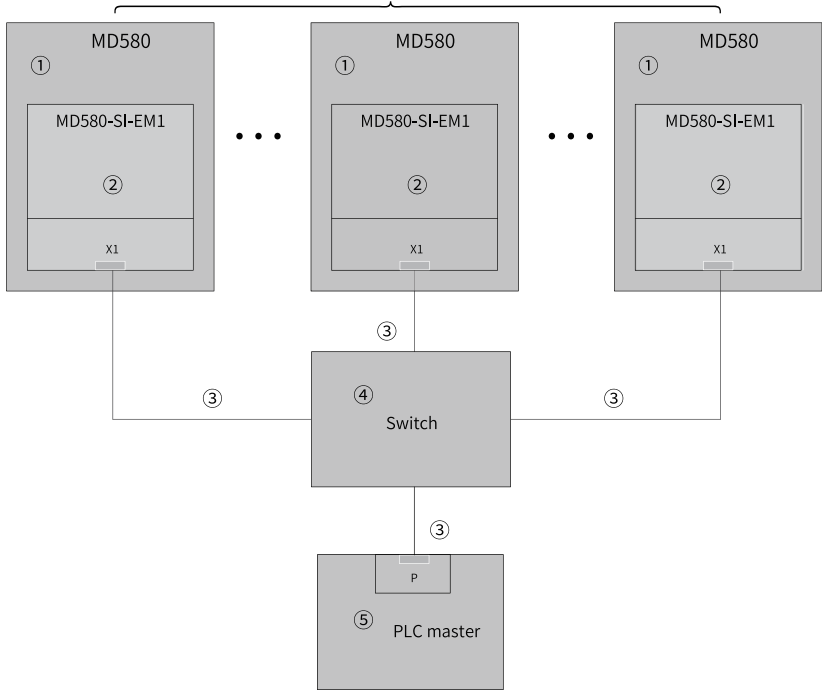 MD580
MD580
MD580
①
①
①
MD580-SI-EM1
MD580-SI-EM1
MD580-SI-EM1
②
②
②
X1
X1
X1
③
③
③
④
Switch
③
P
⑤
PLC master